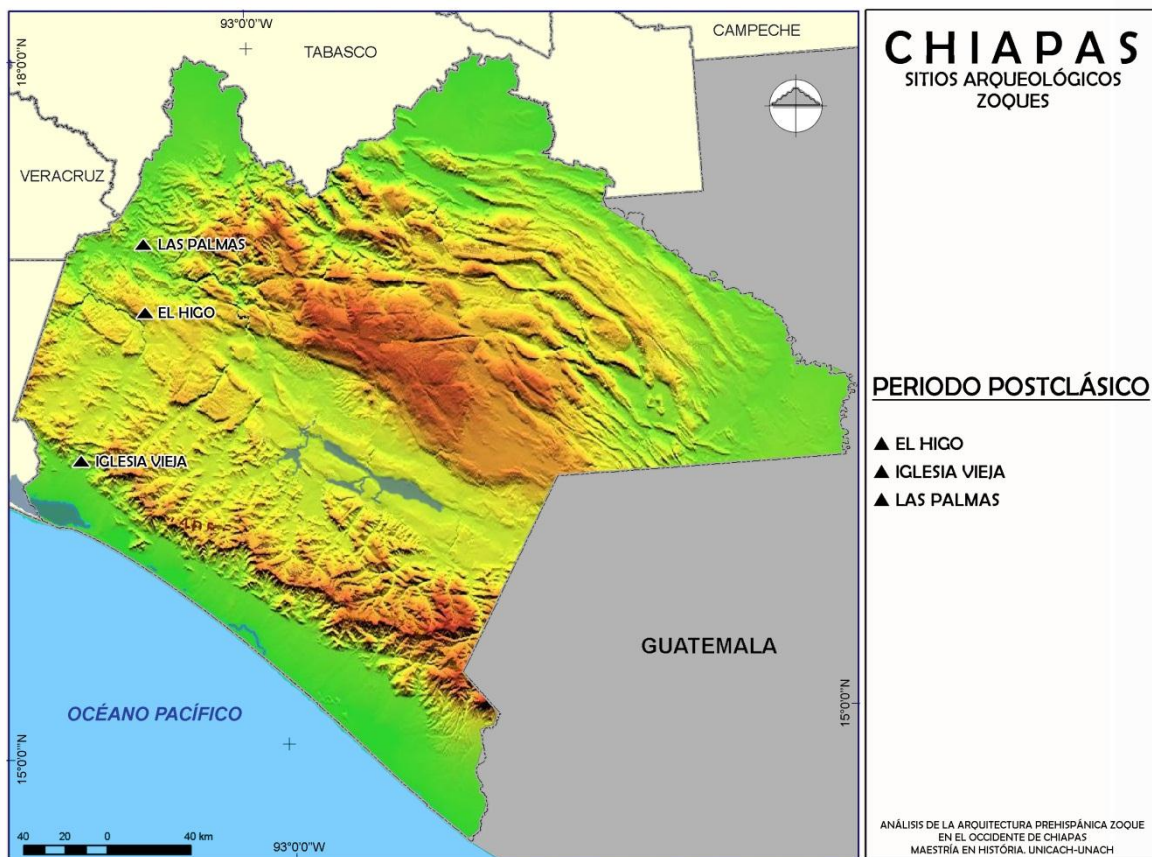 93°0'0"W
CAMPECHE
TABASCO
18°0'0"N
VERACRUZ
LAS PALMAS
EL HIGO
IGLESIA VIEJA
GUATEMALA
OCÉANO PACÍFICO
15°0'0"N
15°0'0"N
40 20 0 40 km
93°0'0"W
CHIAPAS
SITIOS ARQUEOLÓGICOS
ZOQUES
PERIODO POSTCLÁSICO
EL HIGO
IGLESIA VIEJA
LAS PALMAS
ANÁLISIS DE LA ARQUITECTURA PREHISPÁNICA ZOQUE
EN EL OCCIDENTE DE CHIAPAS
MAESTRÍA EN HISTÓRIA. UNICACH-UNACH